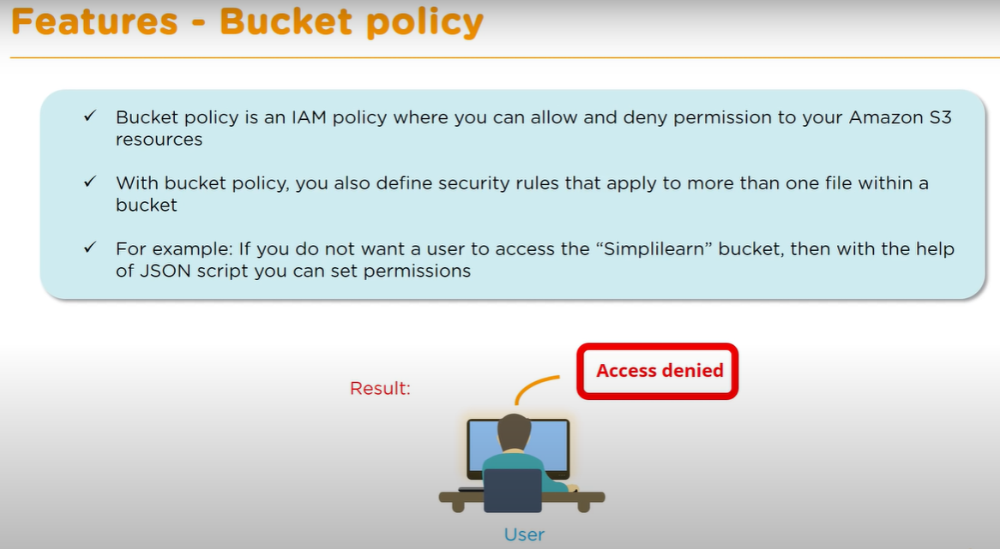 Features - Bucket policy
✓ Bucket policy is an IAM policy where you can allow and deny permission to your Amazon S3
resources
✓ With bucket policy, you also define security rules that apply to more than one file within a
bucket
✓ For example: If you do not want a user to access the “Simplilearn” bucket, then with the help
of JSON script you can set permissions
Access denied
Result:
User